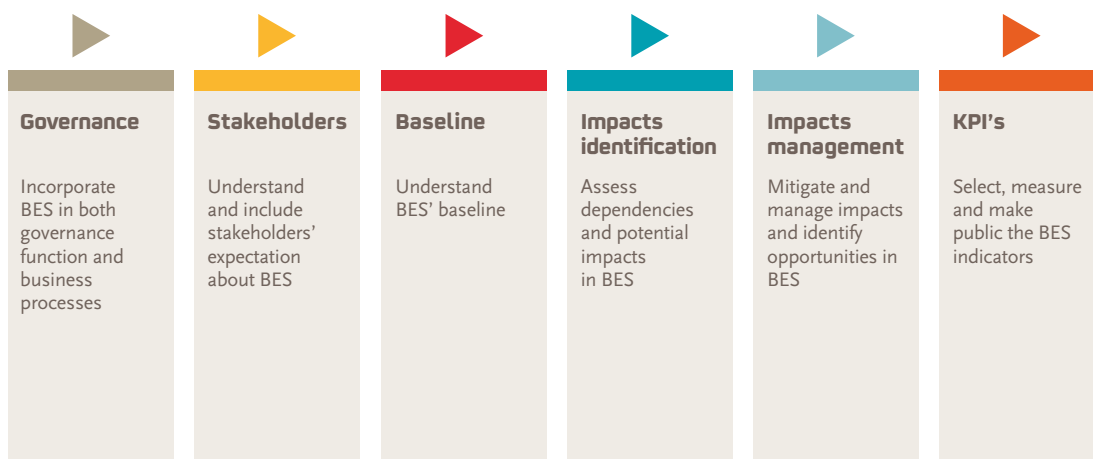 Governance
Incorporate
BES in both
governance
function and
business
processes
Stakeholders
Understand
and include
stakeholders’
expectation
about BES
Baseline
Understand
BES’ baseline
Impacts
identification
Assess
dependencies
and potential
impacts
in BES
Impacts
management
Mitigate and
manage impacts
and identify
opportunities in
BES
KPI’s
Select, measure
and make
public the BES
indicators